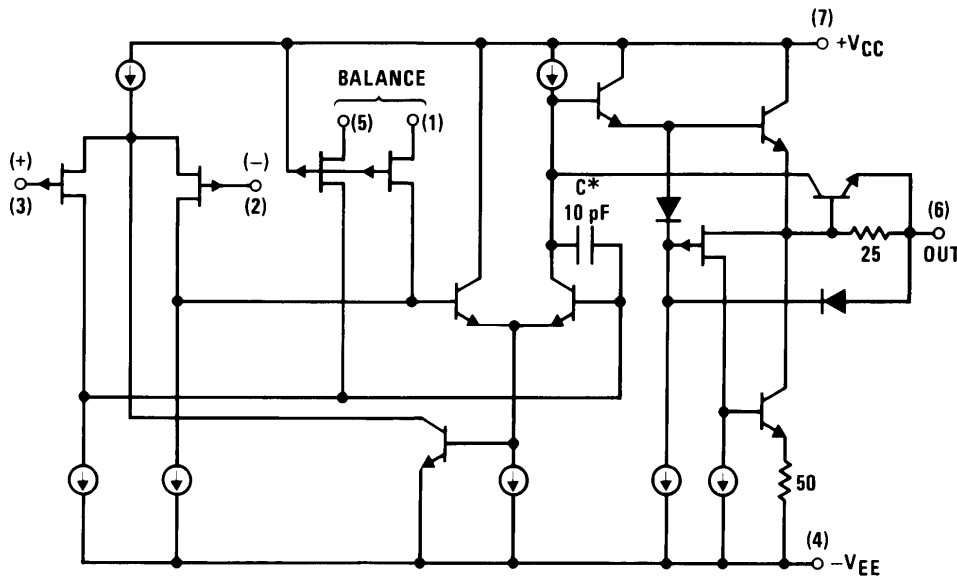 (7)
+VCC
BALANCE
(5)
(1)
(+)
(3)
(−)
(2)
C*
10 pF
(6)
OUT
25
50
(4)
−VEE